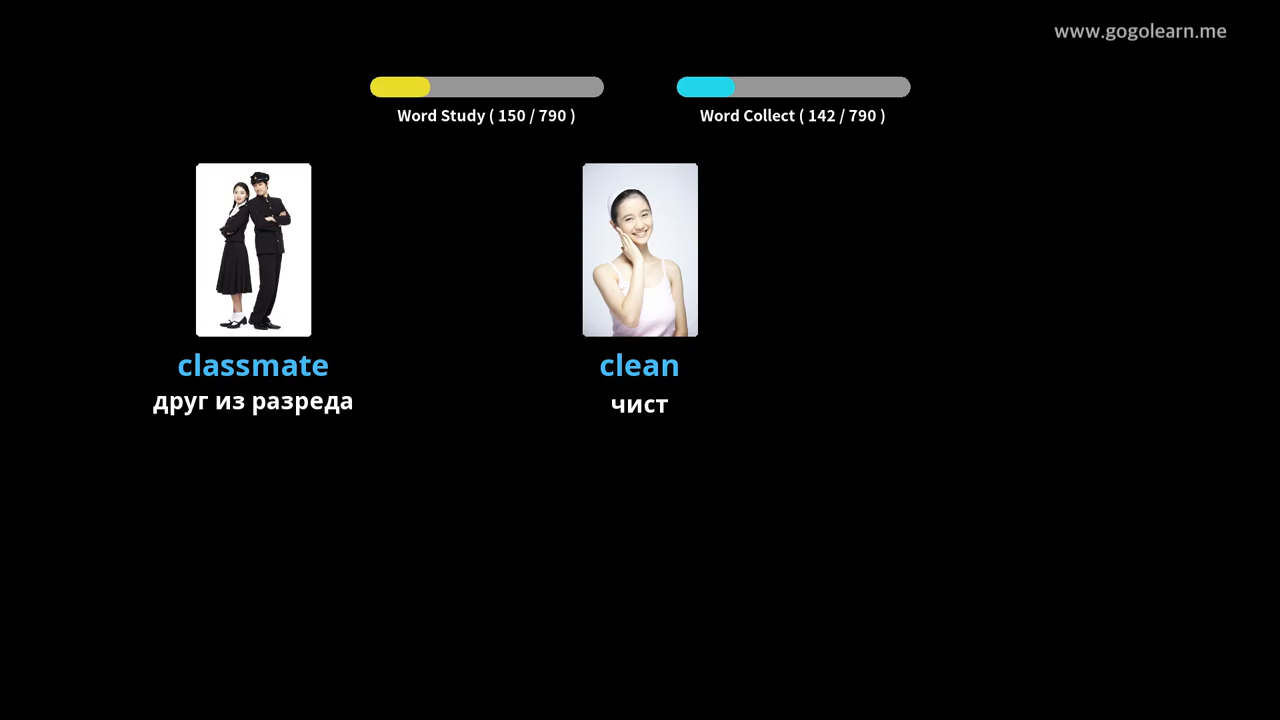 www.gogolearn.me
Word Study ( 150 / 790 )
Word Collect ( 142 / 790 )
classmate
друг из разреда
clean
чист